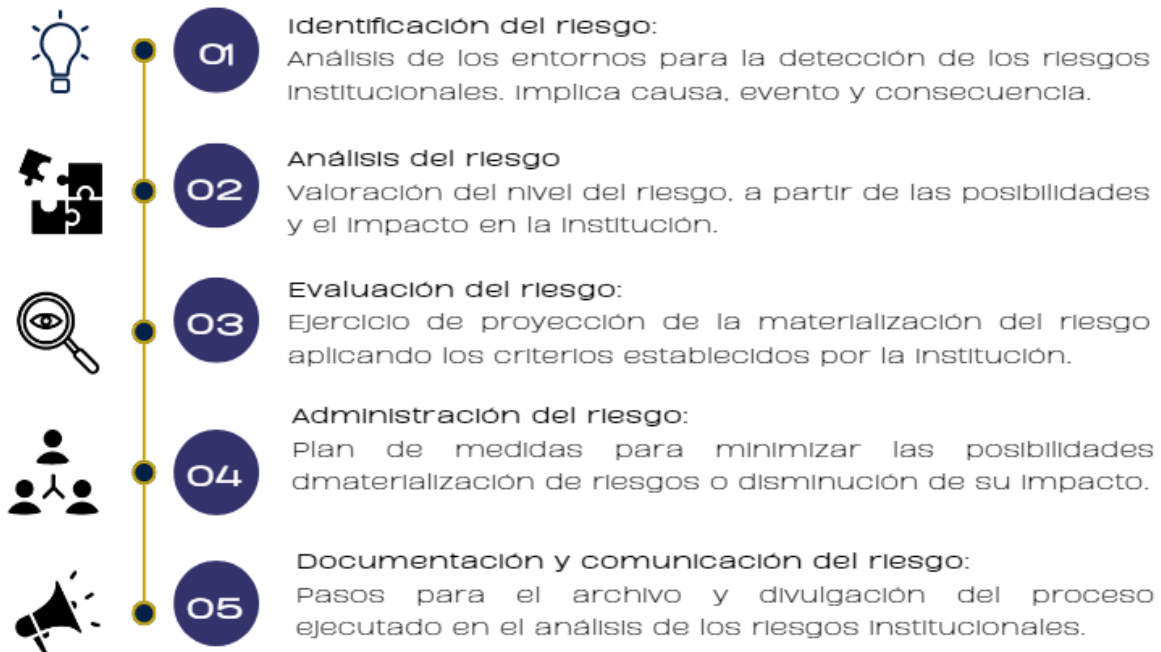 01
Identificación del riesgo:
Análisis de los entornos para la detección de los riesgos
institucionales. Implica causa, evento y consecuencia.
02
Análisis del riesgo
Valoración del nivel del riesgo, a partir de las posibilidades
y el impacto en la institución.
03
Evaluación del riesgo:
Ejercicio de proyección de la materialización del riesgo
aplicando los criterios establecidos por la institución.
04
Administración del riesgo:
Plan de medidas para minimizar las posibilidades
dmaterialización de riesgos o disminución de su impacto.
05
Documentación y comunicación del riesgo:
Pasos para el archivo y divulgación del proceso
ejecutado en el análisis de los riesgos institucionales.